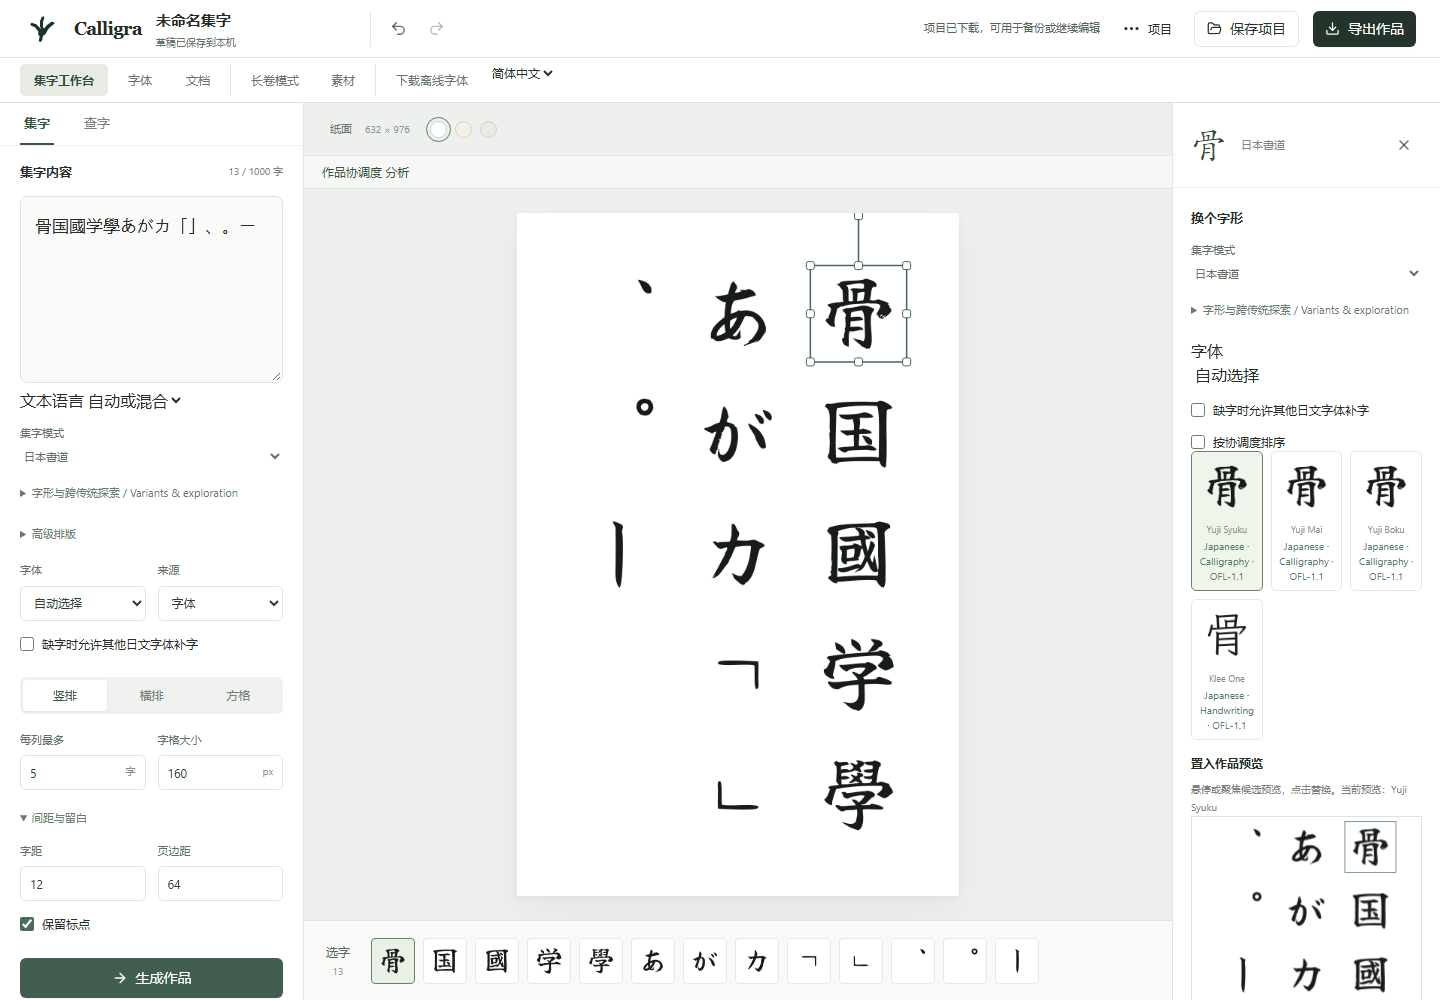 Calligra
未命名集字
草稿已保存到本机
项目已下载，可用于备份或继续编辑
••• 项目
保存项目
导出作品
集字工作台
字体
文档
长卷模式
素材
下载离线字体
简体中文
集字
查字
集字内容
13 / 1000 字
骨国國学學あがカ「」、。ー
文本语言 自动或混合
集字模式
日本書道
字形与跨传统探索 / Variants & exploration
高级排版
字体
来源
自动选择
字体
缺字时允许其他日文字体补字
竖排
横排
方格
每列最多
字格大小
5 字
160 px
间距与留白
字距
页边距
12
64
保留标点
→ 生成作品
纸面
632 × 976
作品协调度 分析
骨国國学學
あがカ「」
、。ー
选字
13
骨 国 國 学 學 あ が カ 「 」 、 。 ー
骨
日本書道
换个字形
集字模式
日本書道
字形与跨传统探索 / Variants & exploration
字体
自动选择
缺字时允许其他日文字体补字
按协调度排序
骨
Yuji Syuku
Japanese ·
Calligraphy ·
OFL-1.1
骨
Yuji Mai
Japanese ·
Calligraphy ·
OFL-1.1
骨
Yuji Boku
Japanese ·
Calligraphy ·
OFL-1.1
骨
Klee One
Japanese ·
Handwriting
· OFL-1.1
置入作品预览
悬停或聚焦候选预览，点击替换。当前预览：Yuji
Syuku
骨国國
あがカ
、。ー